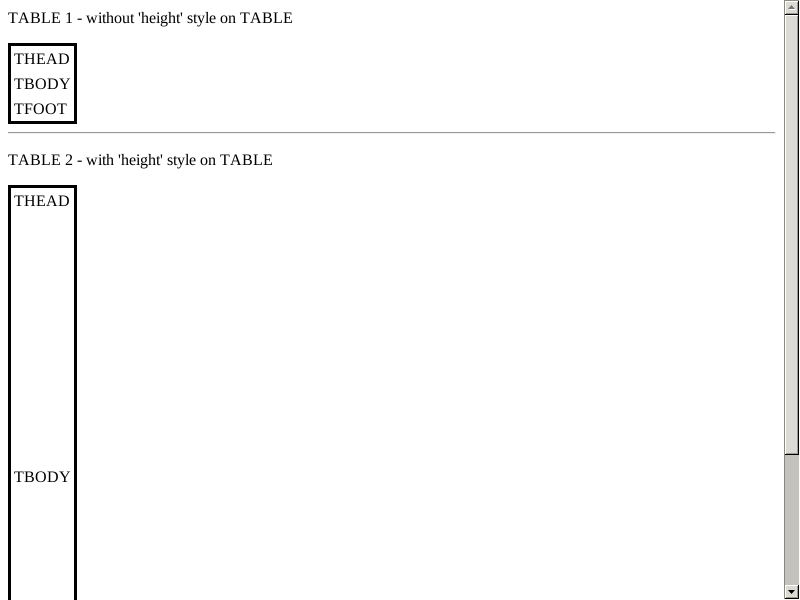 TABLE 1 - without 'height' style on TABLE
THEAD
TBODY
TFOOT
TABLE 2 - with 'height' style on TABLE
THEAD
TBODY